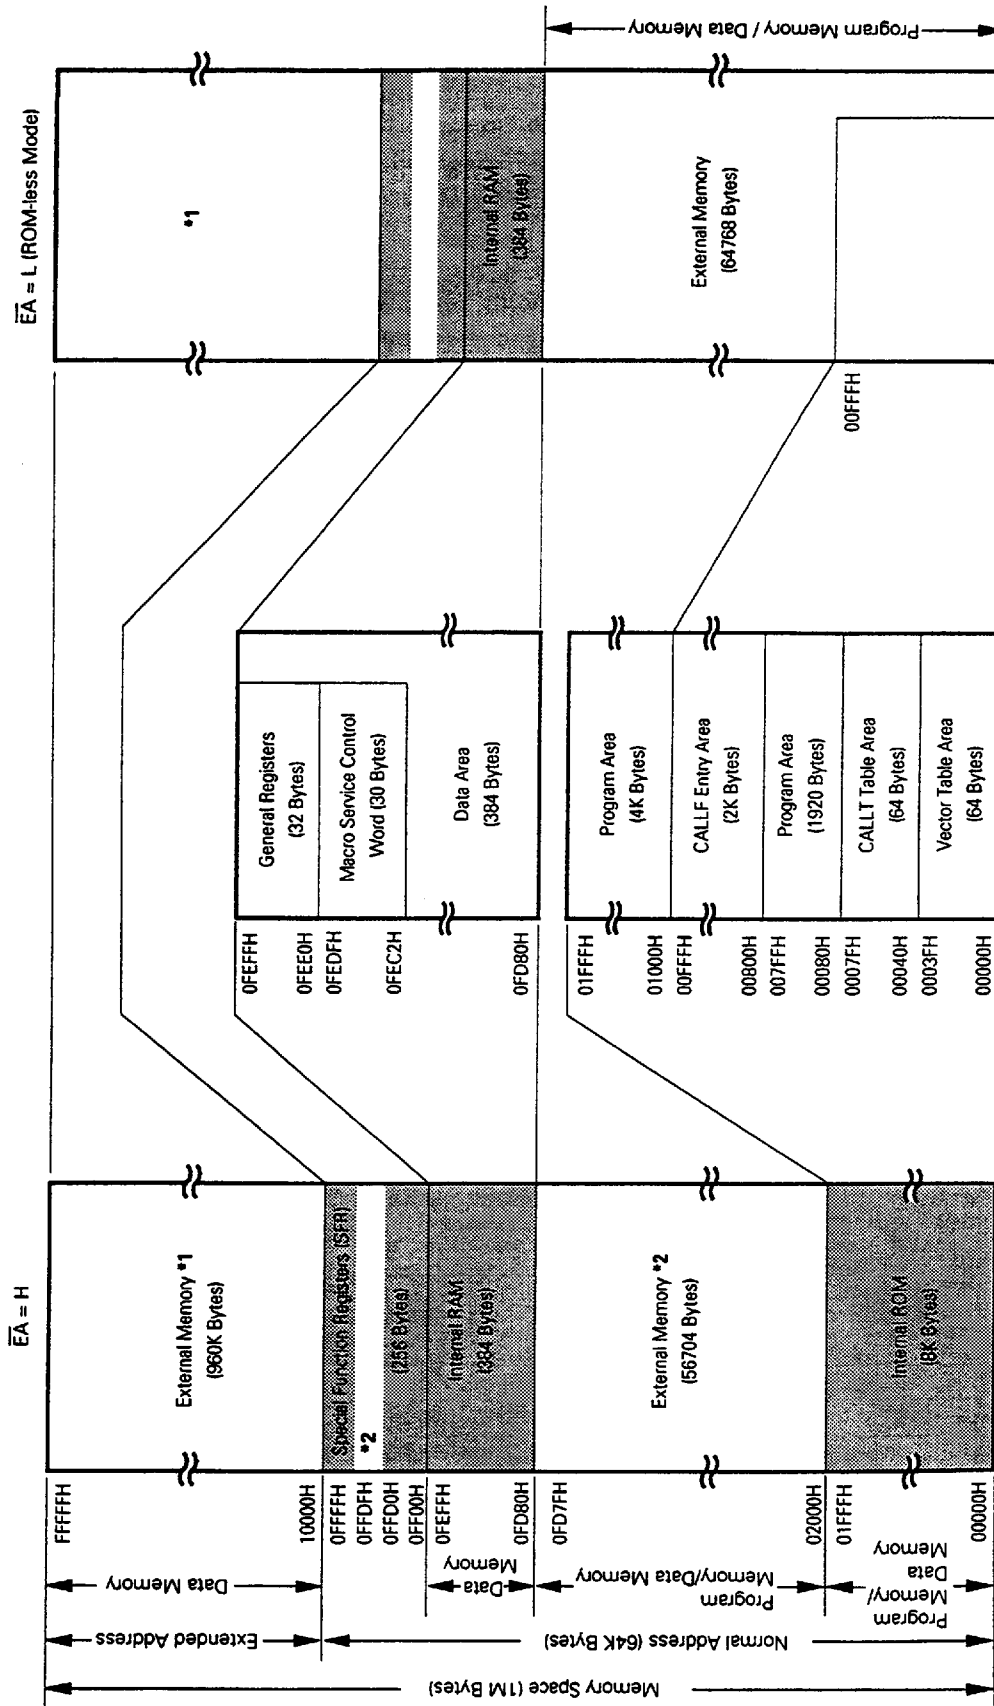 EA = H
EA = L (ROM-less Mode)
Memory Space (1M Bytes)
Extended Address
Normal Address (64K Bytes)
Data Memory
Data
Memory
Program
Memory/Data Memory
Program
Memory/
Data
Memory
FFFFFH
10000H
0FFFFH
0FFDFH
0FFD0H
0FF00H
0FEFFH
0FD80H
0FD7FH
02000H
01FFFH
00000H
External Memory *1
(960K Bytes)
Special Function Registers (SFR)
*2
(256 Bytes)
Internal RAM
(384 Bytes)
External Memory *2
(56704 Bytes)
Internal ROM
(8K Bytes)
0FEFFH
0FEE0H
0FEDFH
0FEC2H
0FD80H
General Registers
(32 Bytes)
Macro Service Control
Word (30 Bytes)
Data Area
(384 Bytes)
01FFFH
01000H
00FFFH
00800H
007FFH
00080H
0007FH
00040H
0003FH
00000H
Program Area
(4K Bytes)
CALLF Entry Area
(2K Bytes)
Program Area
(1920 Bytes)
CALLT Table Area
(64 Bytes)
Vector Table Area
(64 Bytes)
*1
Internal RAM
(384 Bytes)
External Memory
(64768 Bytes)
00FFFH
Program Memory / Data Memory